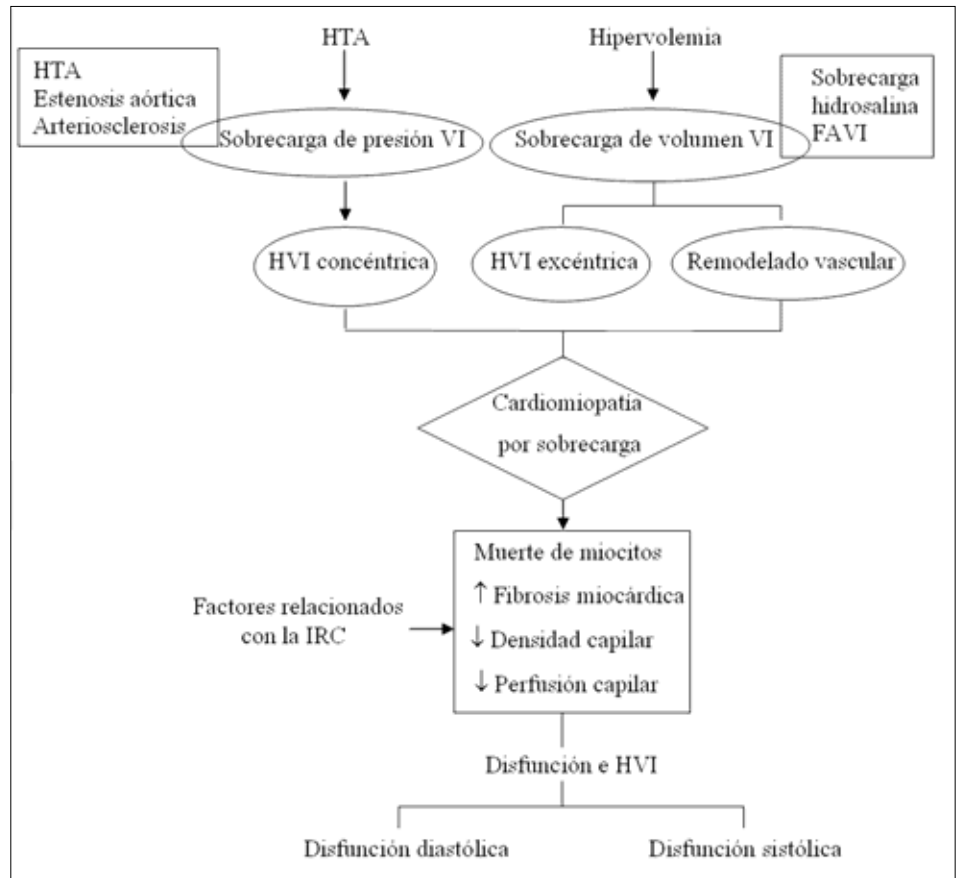 HTA
Hipervolemia
HTA
Estenosis aórtica
Arteriosclerosis
Sobrecarga
hidrosalina
FAVI
Sobrecarga de presión VI
Sobrecarga de volumen VI
HVI concéntrica
HVI excéntrica
Remodelado vascular
Cardiomiopatía
por sobrecarga
Factores relacionados
con la IRC
Muerte de miocitos
↑ Fibrosis miocárdica
↓ Densidad capilar
↓ Perfusión capilar
Disfunción e HVI
Disfunción diastólica
Disfunción sistólica